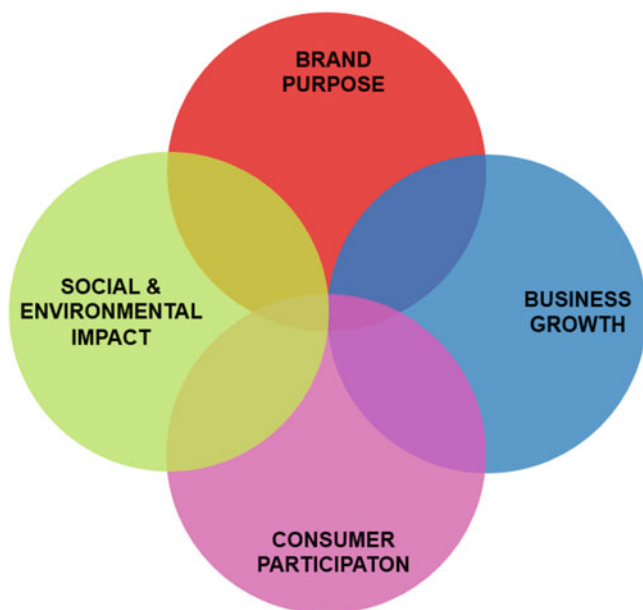 BRAND
PURPOSE
SOCIAL &
ENVIRONMENTAL
IMPACT
BUSINESS
GROWTH
CONSUMER
PARTICIPATON